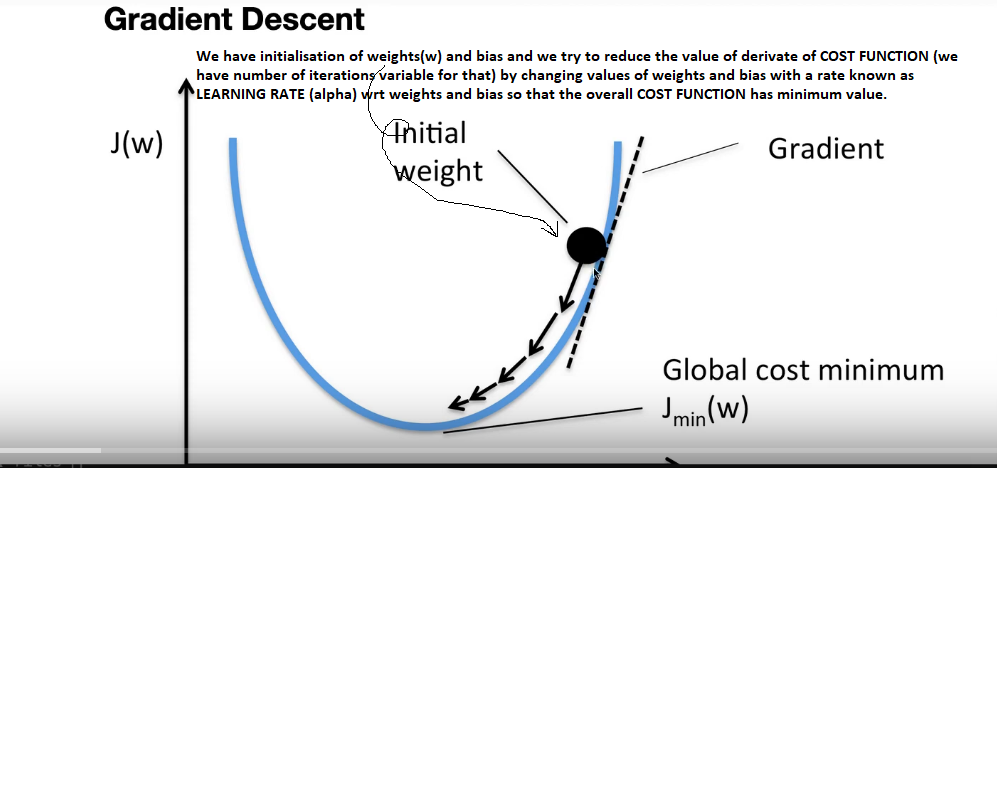 Gradient Descent
We have initialisation of weights(w) and bias and we try to reduce the value of derivate of COST FUNCTION (we
have number of iterations variable for that) by changing values of weights and bias with a rate known as
LEARNING RATE (alpha) wrt weights and bias so that the overall COST FUNCTION has minimum value.
J(w)
Initial
weight
Gradient
Global cost minimum
Jmin(w)